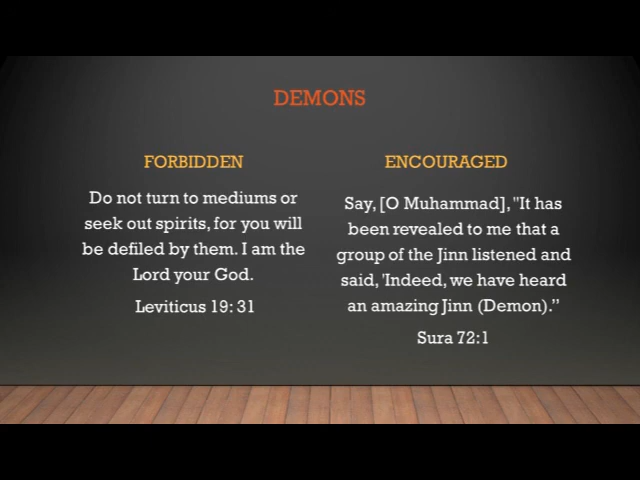 DEMONS
FORBIDDEN
Do not turn to mediums or
seek out spirits, for you will
be defiled by them. I am the
Lord your God.
Leviticus 19: 31
ENCOURAGED
Say, [O Muhammad], "It has
been revealed to me that a
group of the Jinn listened and
said, 'Indeed, we have heard
an amazing Jinn (Demon).”
Sura 72:1